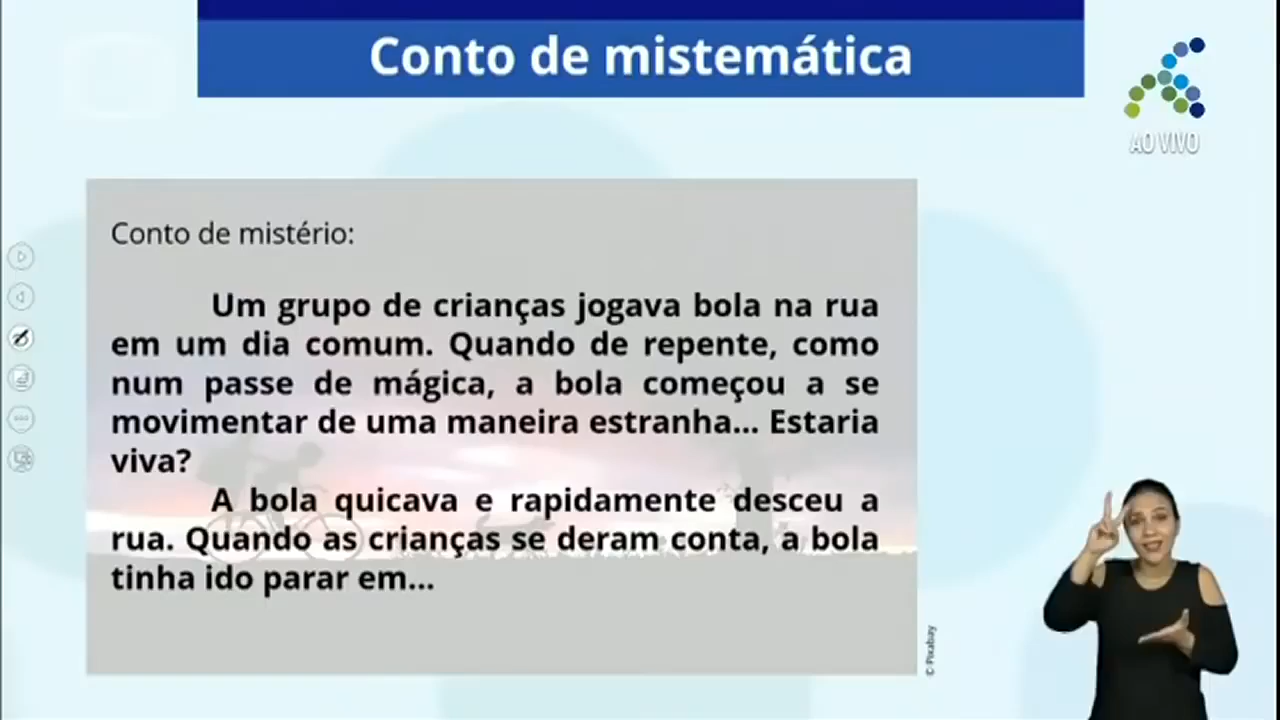 Conto de mistemática
AO VIVO
Conto de mistério:
Um grupo de crianças jogava bola na rua
em um dia comum. Quando de repente, como
num passe de mágica, a bola começou a se
movimentar de uma maneira estranha... Estaria
viva?
A bola quicava e rapidamente desceu a
rua. Quando as crianças se deram conta, a bola
tinha ido parar em...
© Pixabay